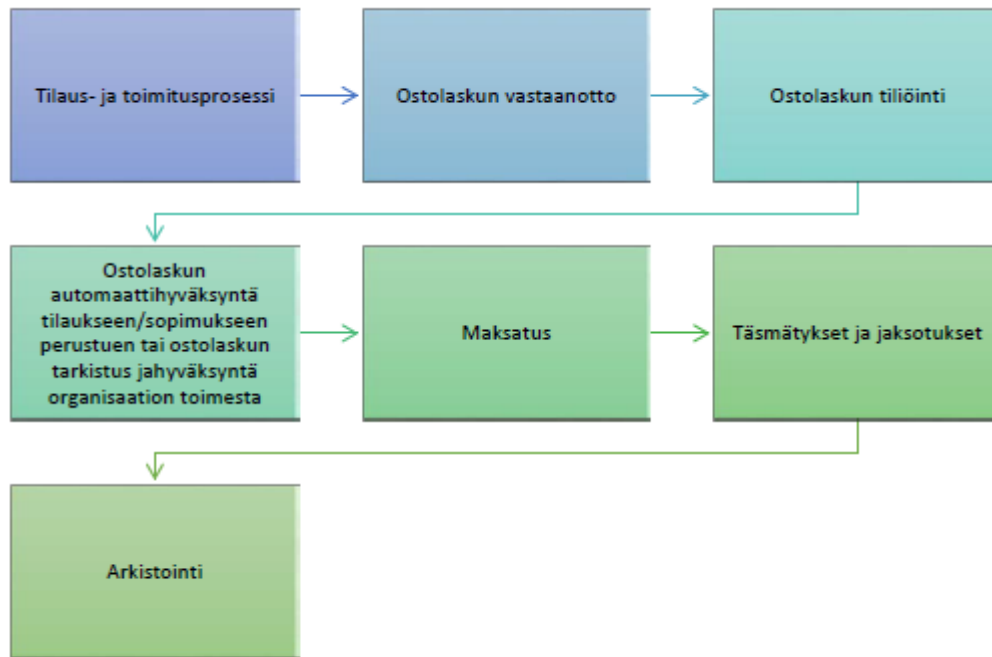 Tilaus- ja toimitusprosessi
Ostolaskun vastaanotto
Ostolaskun tiliöinti
Ostolaskun
automaattihyväksyntä
tilaukseen/sopimukseen
perustuen tai ostolaskun
tarkistus jahyväksyntä
organisaation toimesta
Maksatus
Täsmätykset ja jaksotukset
Arkistointi